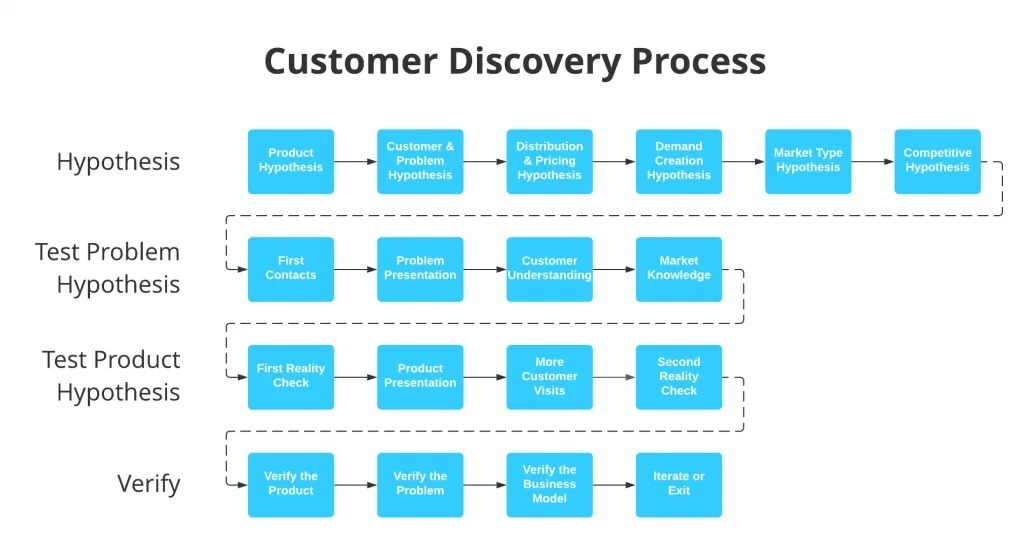 Customer Discovery Process
Hypothesis
Product
Hypothesis
Customer &
Problem
Hypothesis
Distribution
& Pricing
Hypothesis
Demand
Creation
Hypothesis
Market Type
Hypothesis
Competitive
Hypothesis
Test Problem
Hypothesis
First
Contacts
Problem
Presentation
Customer
Understanding
Market
Knowledge
Test Product
Hypothesis
First Reality
Check
Product
Presentation
More
Customer
Visits
Second
Reality
Check
Verify
Verify the
Product
Verify the
Problem
Verify the
Business
Model
Iterate or
Exit